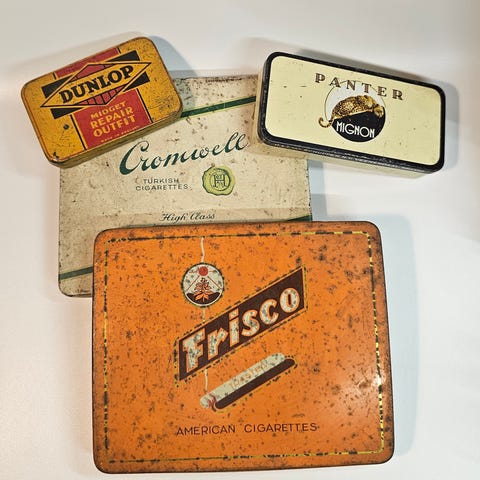 DUNLOP
MIDGET
REPAIR
OUTFIT
PANTER
MIGNON
Cromwell
TURKISH
CIGARETTES
High Class
Frisco
AMERICAN CIGARETTES